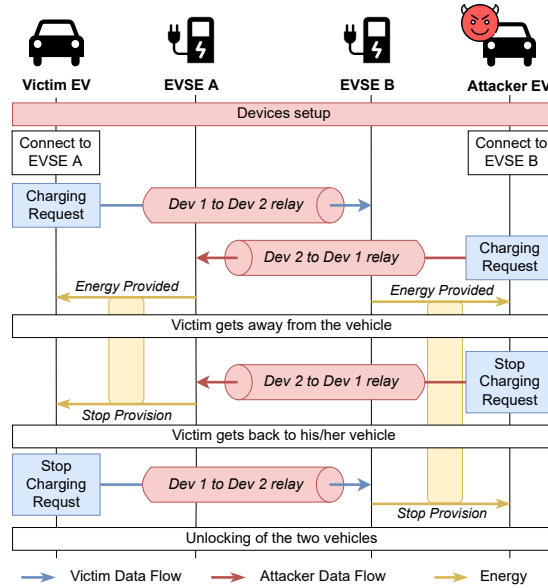 Victim EV
EVSE A
EVSE B
Attacker EV
Devices setup
Connect to
EVSE A
Connect to
EVSE B
Charging
Request
Dev 1 to Dev 2 relay
Dev 2 to Dev 1 relay
Charging
Request
Energy Provided
Energy Provided
Victim gets away from the vehicle
Dev 2 to Dev 1 relay
Stop
Charging
Request
Stop Provision
Victim gets back to his/her vehicle
Stop
Charging
Requst
Dev 1 to Dev 2 relay
Stop Provision
Unlocking of the two vehicles
Victim Data Flow
Attacker Data Flow
Energy